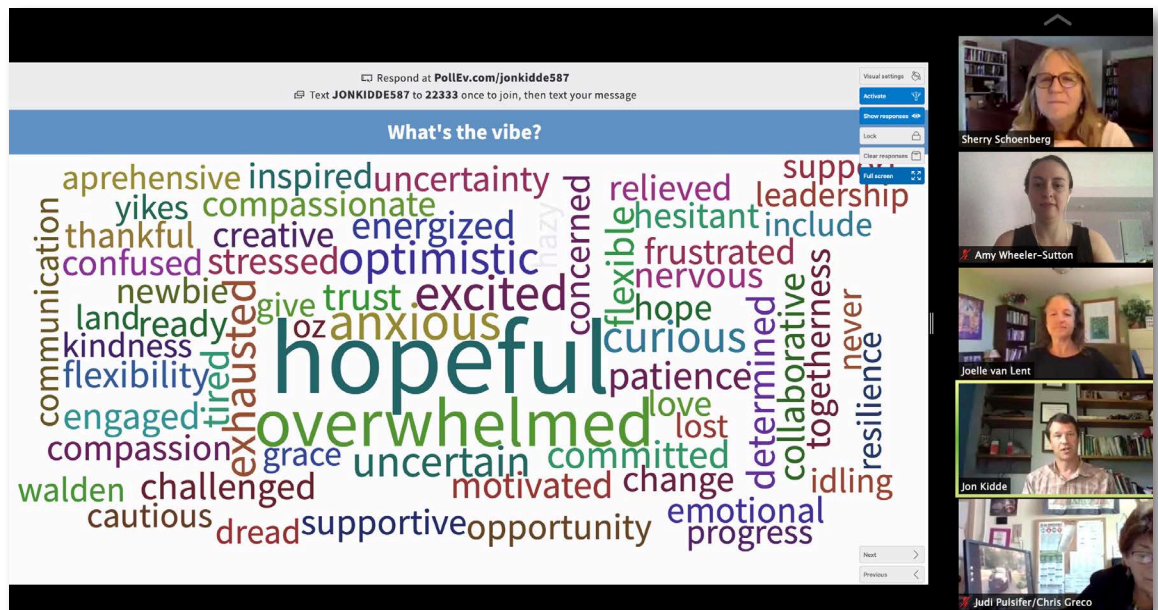 Respond at PollEv.com/jonkidde587
Text JONKIDDE587 to 22333 once to join, then text your message
What's the vibe?
Visual settings
Activate
Show responses
Lock
Clear responses
Full screen
aprehensive inspired uncertainty
concerned
relieved
support
leadership
communication
yikes compassionate
energized
hazy
flexible
hesitant
include
thankful creative
frustrated
confused stressed optimistic
nervous
newbie
give trust excited
hope
determined
collaborative
togetherness
never
resilience
land ready
exhausted
oz anxious
curious
kindness
hopeful
patience
flexibility
tired
engaged
overwhelmed
love
lost
compassion
grace uncertain committed
walden challenged
motivated change
idling
cautious
dread supportive opportunity
emotional
progress
Next
Previous
Sherry Schoenberg
Amy Wheeler-Sutton
Joelle van Lent
Jon Kidde
Judi Pulsifer/Chris Greco